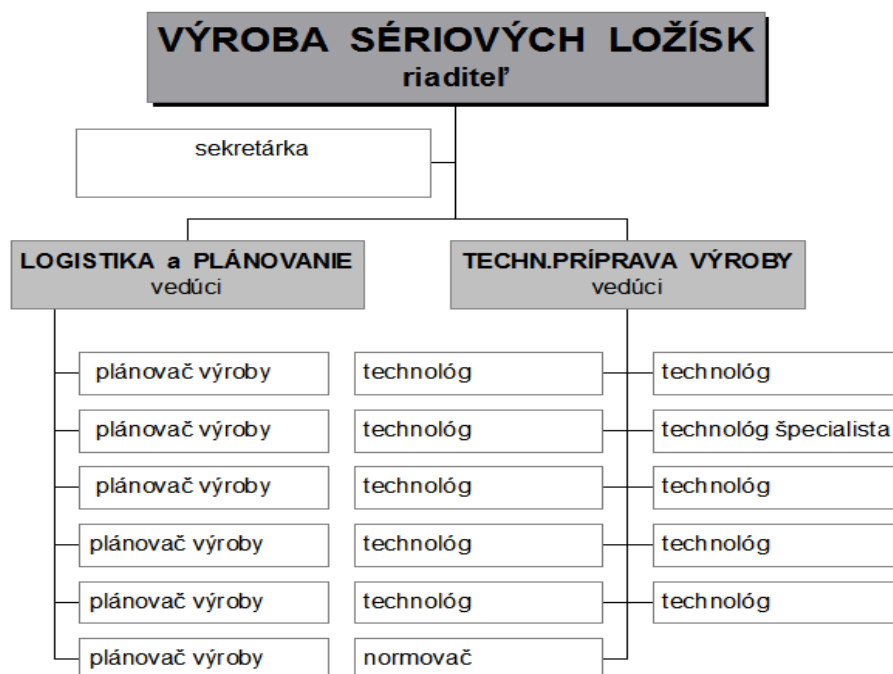 VÝROBA SÉRIOVÝCH LOŽÍSK
riaditeľ
sekretárka
LOGISTIKA a PLÁNOVANIE
vedúci
TECHN.PRÍPRAVA VÝROBY
vedúci
plánovač výroby
technológ
technológ
plánovač výroby
technológ
technológ špecialista
plánovač výroby
technológ
technológ
plánovač výroby
technológ
technológ
plánovač výroby
technológ
technológ
plánovač výroby
normovač